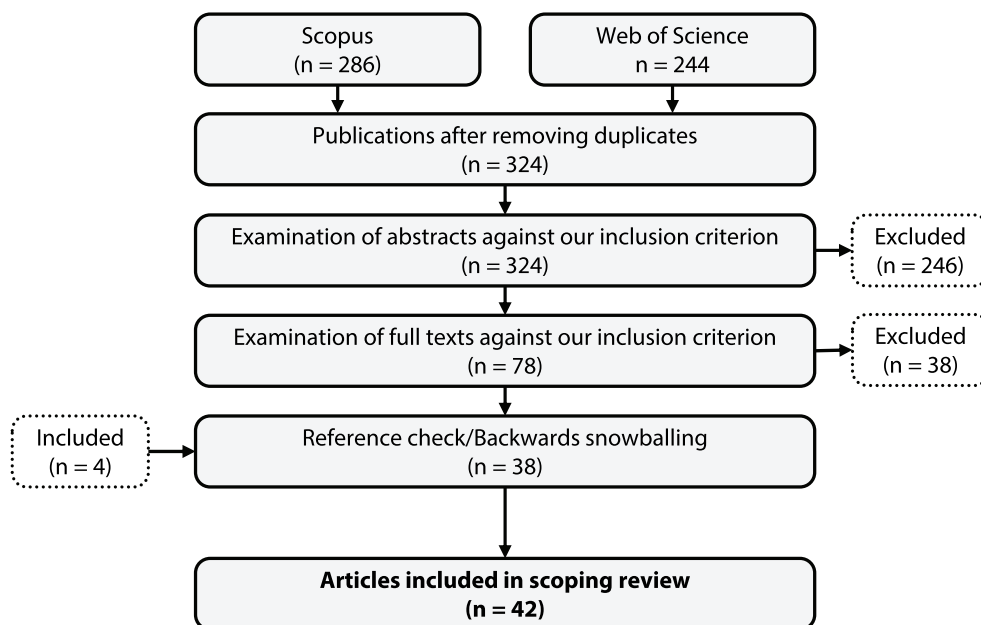 Scopus
(n = 286)
Web of Science
n = 244
Publications after removing duplicates
(n = 324)
Examination of abstracts against our inclusion criterion
(n = 324)
Excluded
(n = 246)
Examination of full texts against our inclusion criterion
(n = 78)
Excluded
(n = 38)
Included
(n = 4)
Reference check/Backwards snowballing
(n = 38)
Articles included in scoping review
(n = 42)